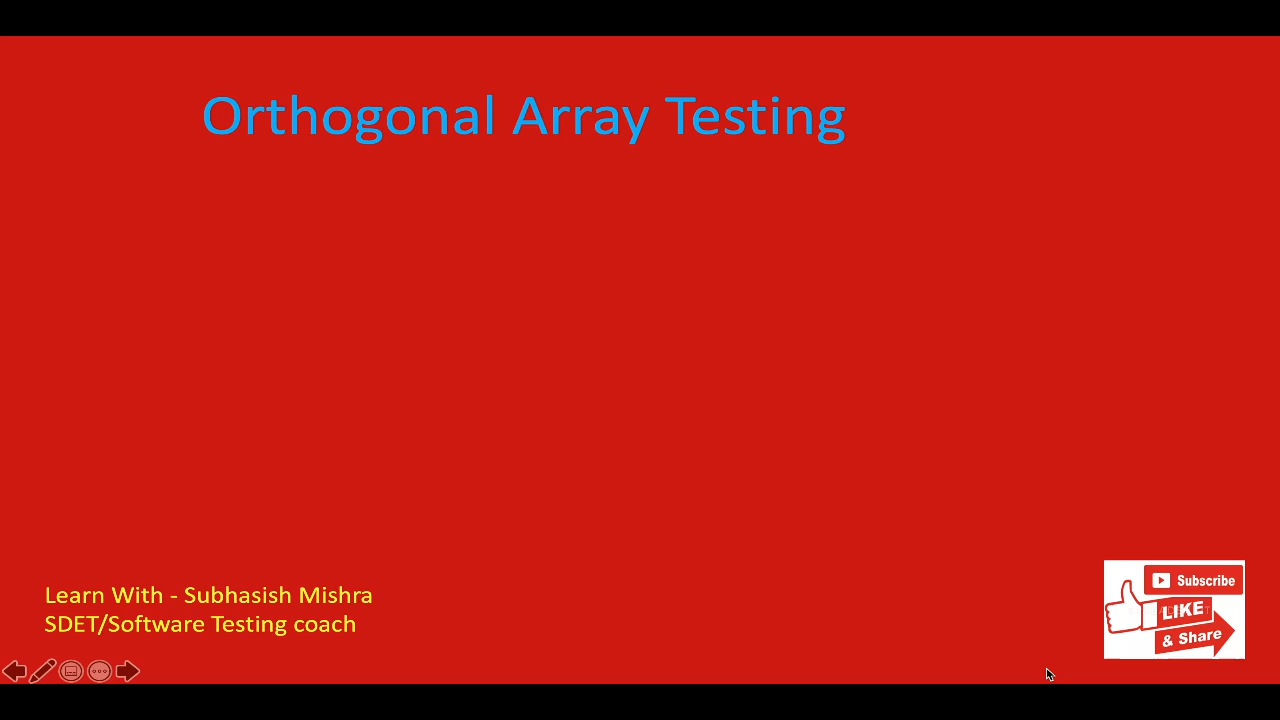 Orthogonal Array Testing
Learn With - Subhasish Mishra
SDET/Software Testing coach
Subscribe
LIKE
& Share